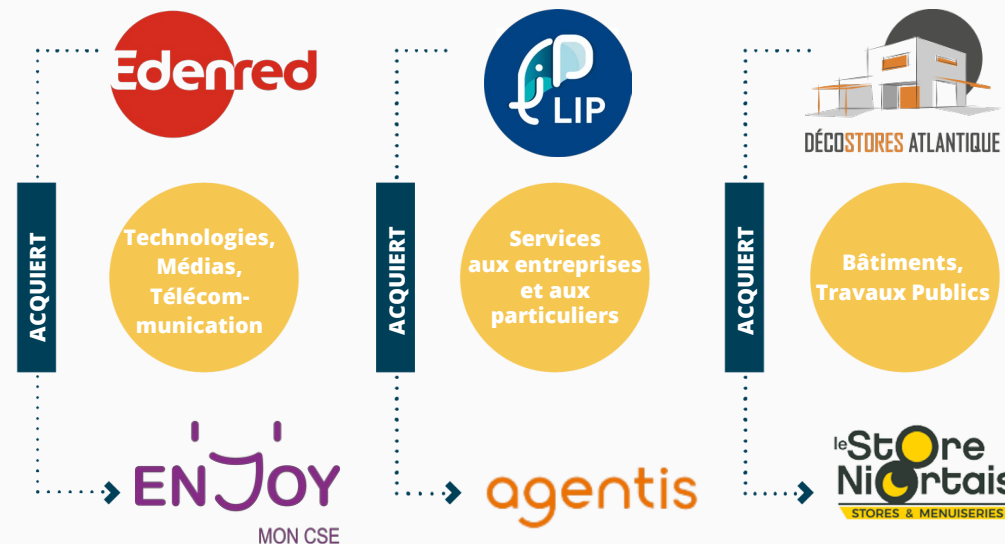 Edenred
ACQUIERT
Technologies,
Médias,
Télécom-
munication
ENJOY
MON CSE
LIP
ACQUIERT
Services
aux entreprises
et aux
particuliers
agentis
DÉCOSTORES ATLANTIQUE
ACQUIERT
Bâtiments,
Travaux Publics
le Store
Niortais
STORES & MENUISERIES